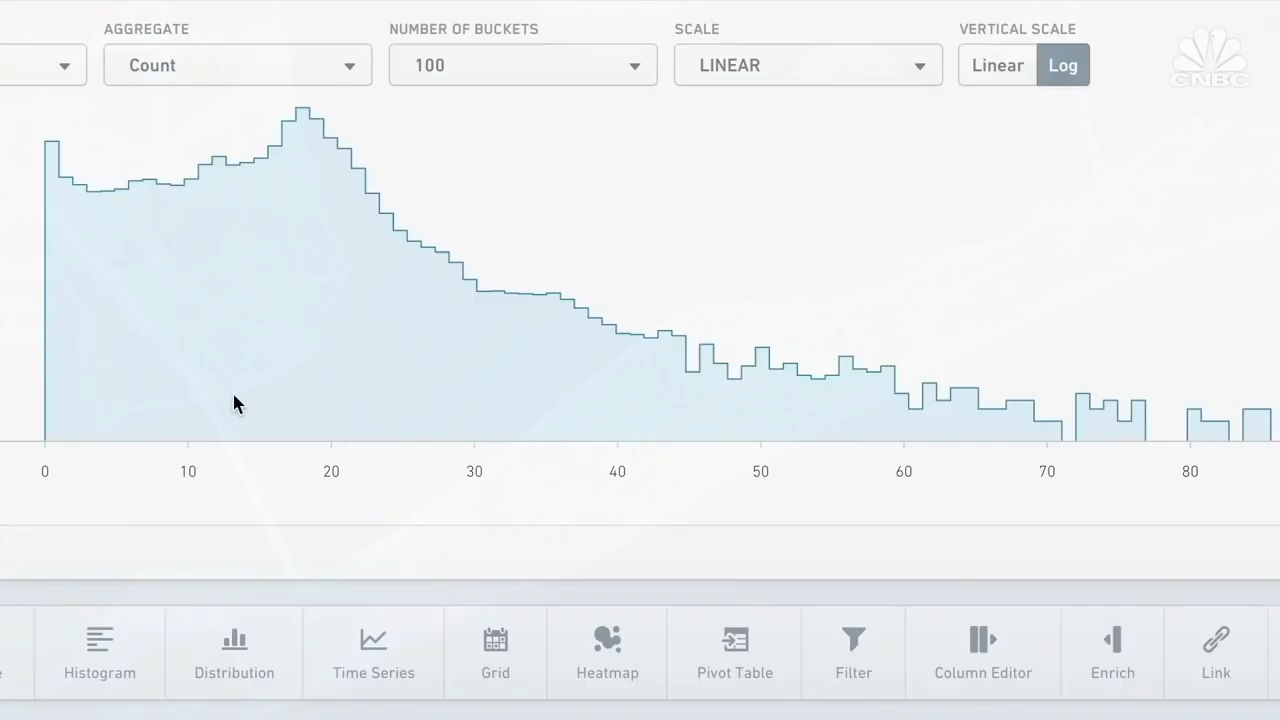 AGGREGATE NUMBER OF BUCKETS SCALE VERTICAL SCALE
Count 100 LINEAR Linear Log
CNBC
0 10 20 30 40 50 60 70 80
Histogram Distribution Time Series Grid Heatmap Pivot Table Filter Column Editor Enrich Link